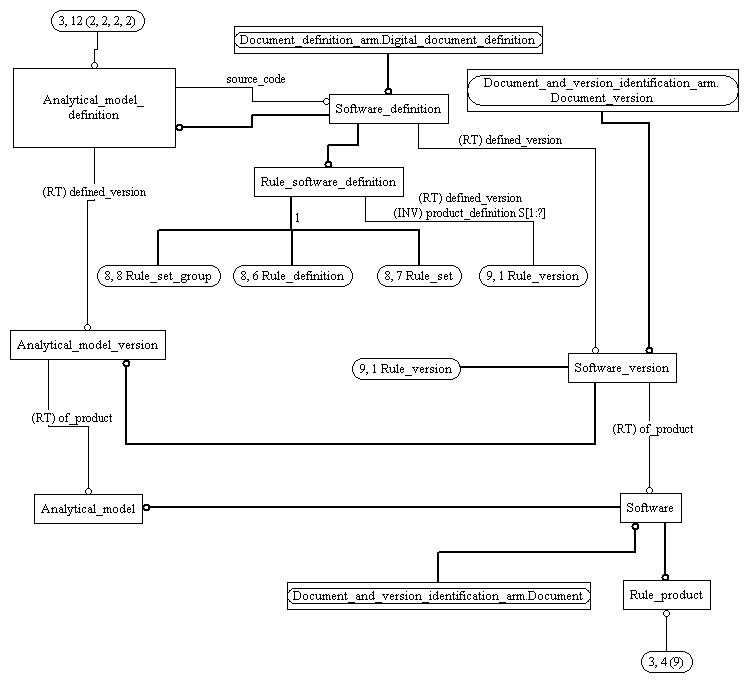 3, 12 (2, 2, 2, 2)
Document_definition_arm.Digital_document_definition
source_code
Document_and_version_identification_arm.
Document_version
Analytical_model_
definition
Software_definition
(RT) defined_version
Rule_software_definition
(RT) defined_version
(RT) defined_version
(INV) product_definition S[1:?]
1
8, 8 Rule_set_group
8, 6 Rule_definition
8, 7 Rule_set
9, 1 Rule_version
Analytical_model_version
9, 1 Rule_version
Software_version
(RT) of_product
(RT) of_product
Analytical_model
Software
Document_and_version_identification_arm.Document
Rule_product
3, 4 (9)